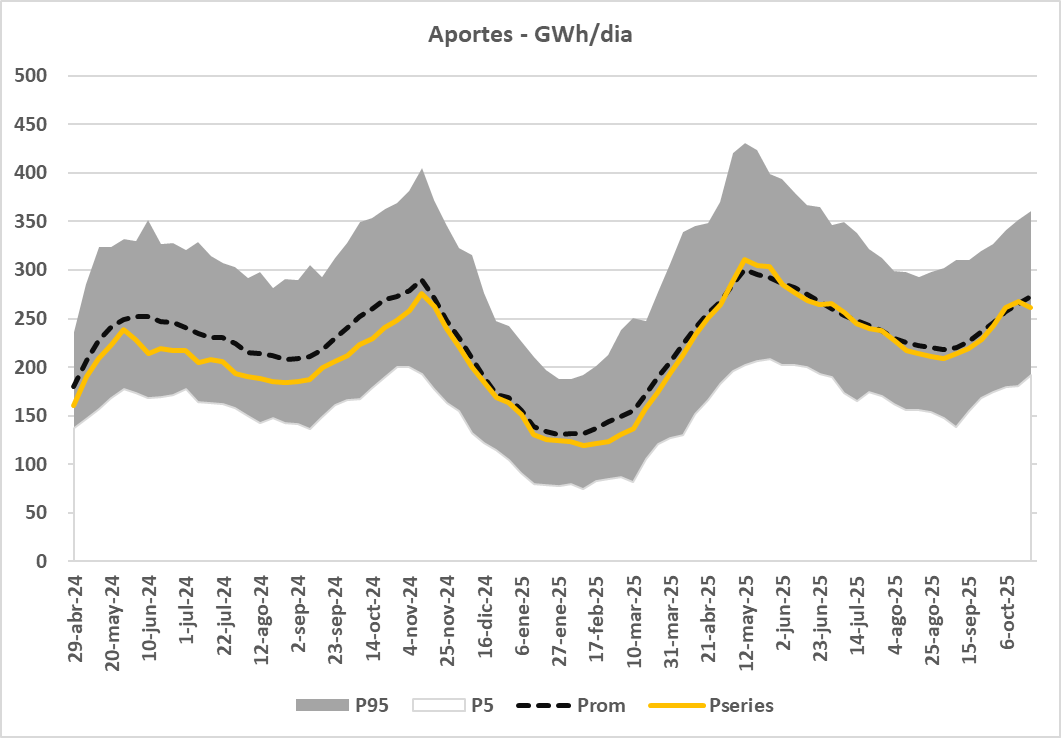 Aportes - GWh/dia
500
450
400
350
300
250
200
150
100
50
0
29-abr-24
20-may-24
10-jun-24
1-jul-24
22-jul-24
12-ago-24
2-sep-24
23-sep-24
14-oct-24
4-nov-24
25-nov-24
16-dic-24
6-ene-25
27-ene-25
17-feb-25
10-mar-25
31-mar-25
21-abr-25
12-may-25
2-jun-25
23-jun-25
14-jul-25
4-ago-25
25-ago-25
15-sep-25
6-oct-25
P95 P5 Prom Pseries